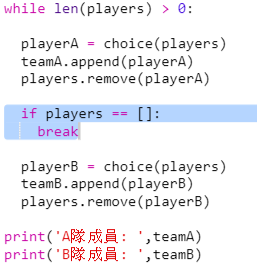 while len(players) > 0:
playerA = choice(players)
teamA.append(playerA)
players.remove(playerA)
if players == []:
break
playerB = choice(players)
teamB.append(playerB)
players.remove(playerB)
print('A隊成員: ',teamA)
print('B隊成員: ',teamB)